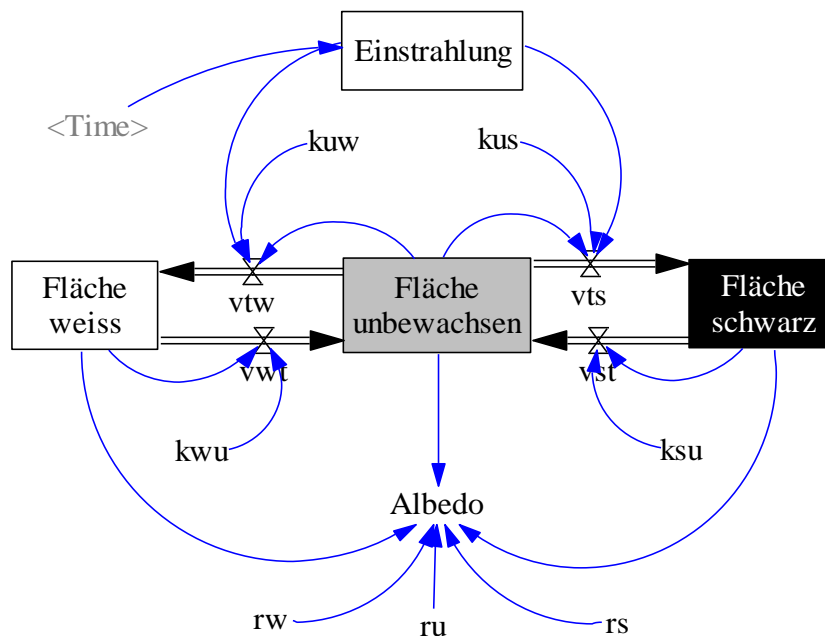 Einstrahlung
<Time>
kuw
kus
Fläche
weiss
vtw
Fläche
unbewachsen
vts
Fläche
schwarz
vwt
vst
kwu
ksu
Albedo
rw
ru
rs